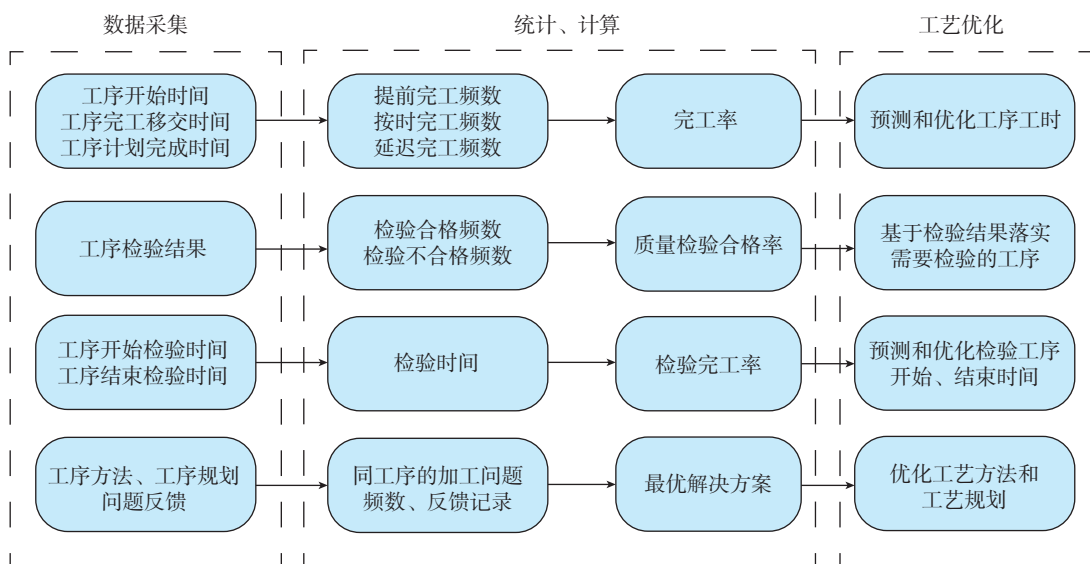 数据采集
统计、计算
工艺优化
工序开始时间
工序完工移交时间
工序计划完成时间
提前完工频数
按时完工频数
延迟完工频数
完工率
预测和优化工序工时
工序检验结果
检验合格频数
检验不合格频数
质量检验合格率
基于检验结果落实
需要检验的工序
工序开始检验时间
工序结束检验时间
检验时间
检验完工率
预测和优化检验工序
开始、结束时间
工序方法、工序规划
问题反馈
同工序的加工问题
频数、反馈记录
最优解决方案
优化工艺方法和
工艺规划